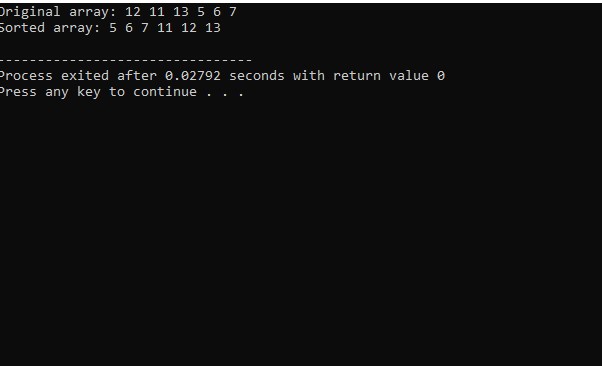 Original array: 12 11 13 5 6 7
Sorted array: 5 6 7 11 12 13
--------------------------------
Process exited after 0.02792 seconds with return value 0
Press any key to continue . . .